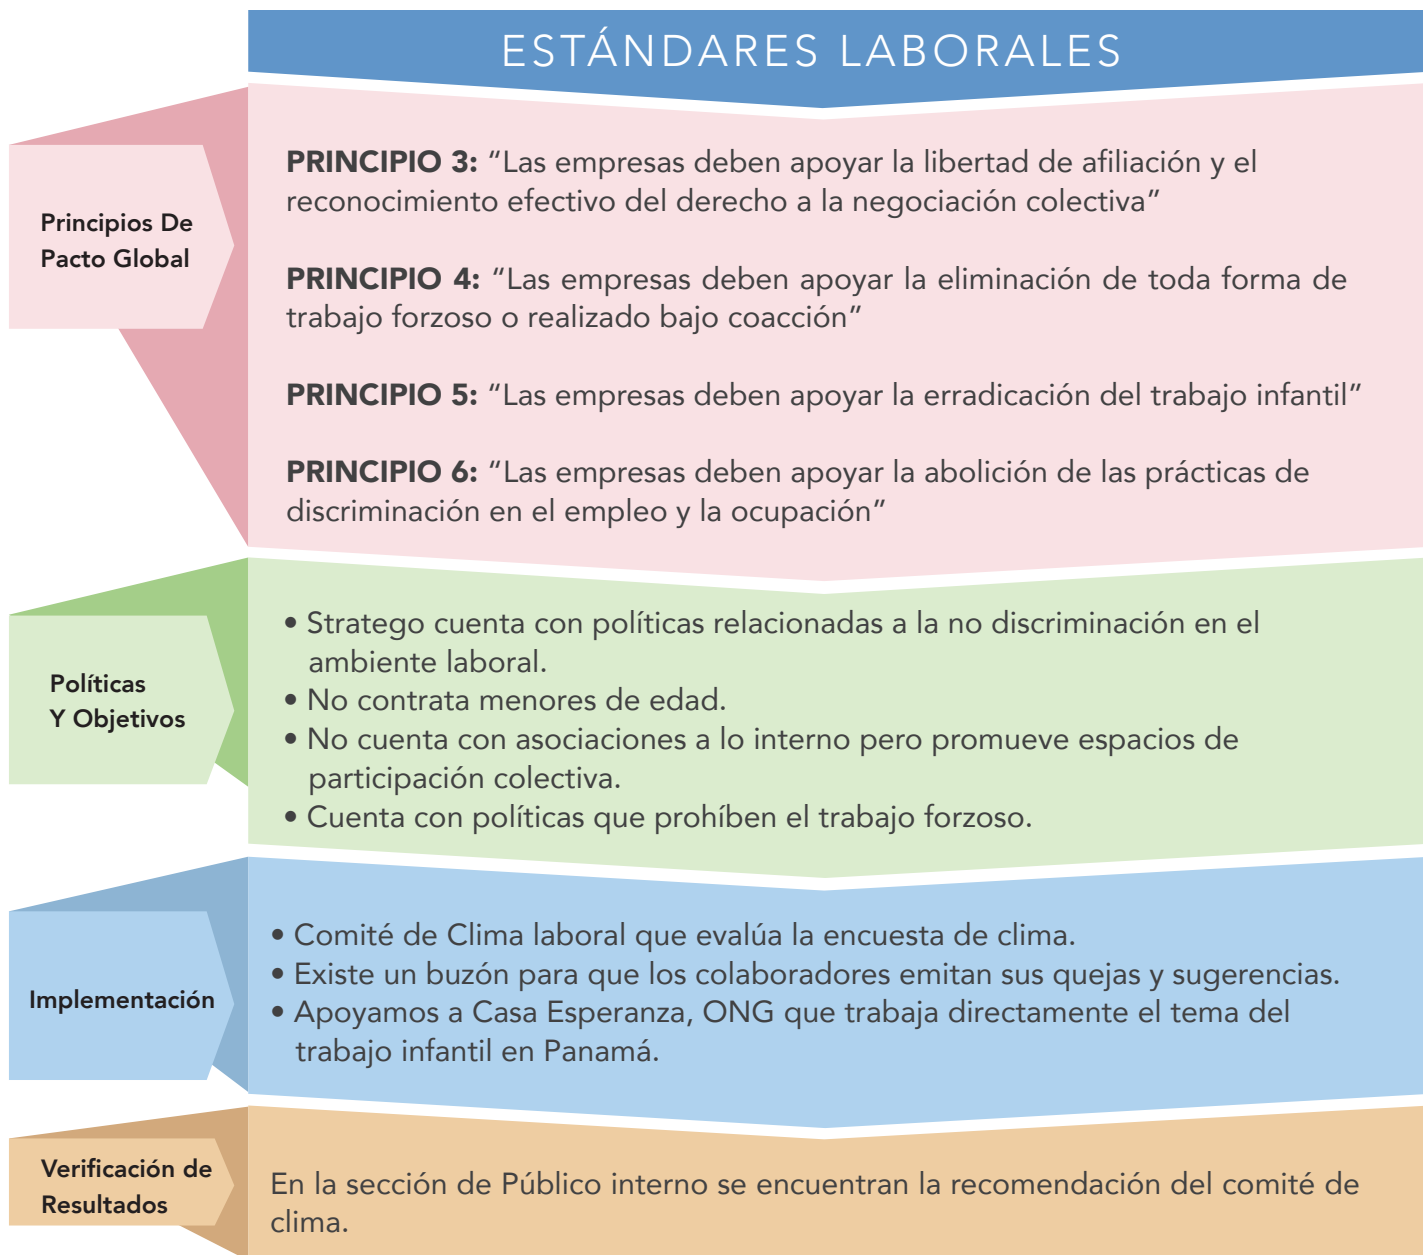 ESTÁNDARES LABORALES
Principios De
Pacto Global
PRINCIPIO 3: “Las empresas deben apoyar la libertad de afiliación y el
reconocimiento efectivo del derecho a la negociación colectiva”
PRINCIPIO 4: “Las empresas deben apoyar la eliminación de toda forma de
trabajo forzoso o realizado bajo coacción”
PRINCIPIO 5: “Las empresas deben apoyar la erradicación del trabajo infantil”
PRINCIPIO 6: “Las empresas deben apoyar la abolición de las prácticas de
discriminación en el empleo y la ocupación”
Políticas
Y Objetivos
• Stratego cuenta con políticas relacionadas a la no discriminación en el
ambiente laboral.
• No contrata menores de edad.
• No cuenta con asociaciones a lo interno pero promueve espacios de
participación colectiva.
• Cuenta con políticas que prohíben el trabajo forzoso.
Implementación
• Comité de Clima laboral que evalúa la encuesta de clima.
• Existe un buzón para que los colaboradores emitan sus quejas y sugerencias.
• Apoyamos a Casa Esperanza, ONG que trabaja directamente el tema del
trabajo infantil en Panamá.
Verificación de
Resultados
En la sección de Público interno se encuentran la recomendación del comité de
clima.